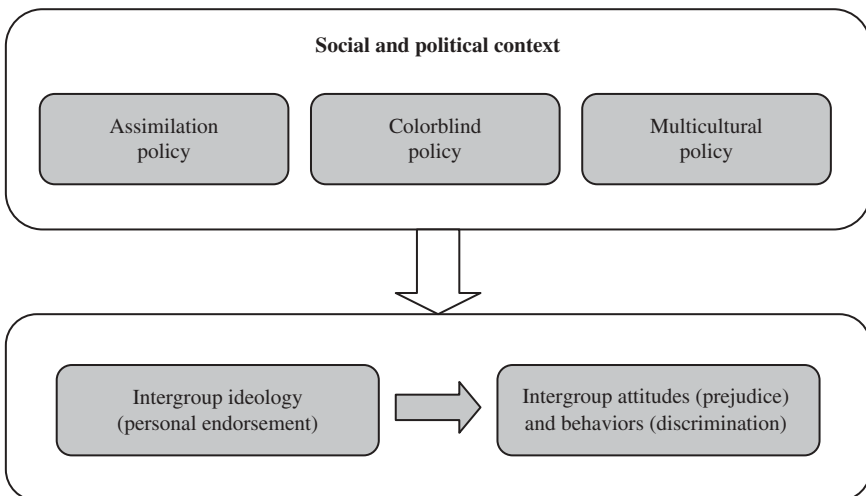 Social and political context
Assimilation
policy
Colorblind
policy
Multicultural
policy
Intergroup ideology
(personal endorsement)
Intergroup attitudes (prejudice)
and behaviors (discrimination)